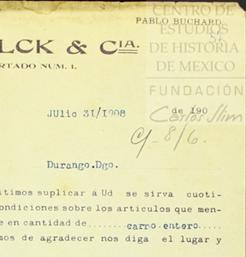 CENTRO DE
ESTUDIOS
DE HISTORIA
DE MEXICO
FUNDACIÓN
Carlos Slim
PABLO BUCHARD.
LCK & CIA.
RTADO NUM. 1.
JUlio 31/1908
de 190
8/6.
Durango.Dgo.
itimos suplicar á Ud se sirva cuoti-
condiciones sobre los articulos que men-
e en cantidad de......carro entero....
mos de agradecer nos diga el lugar y